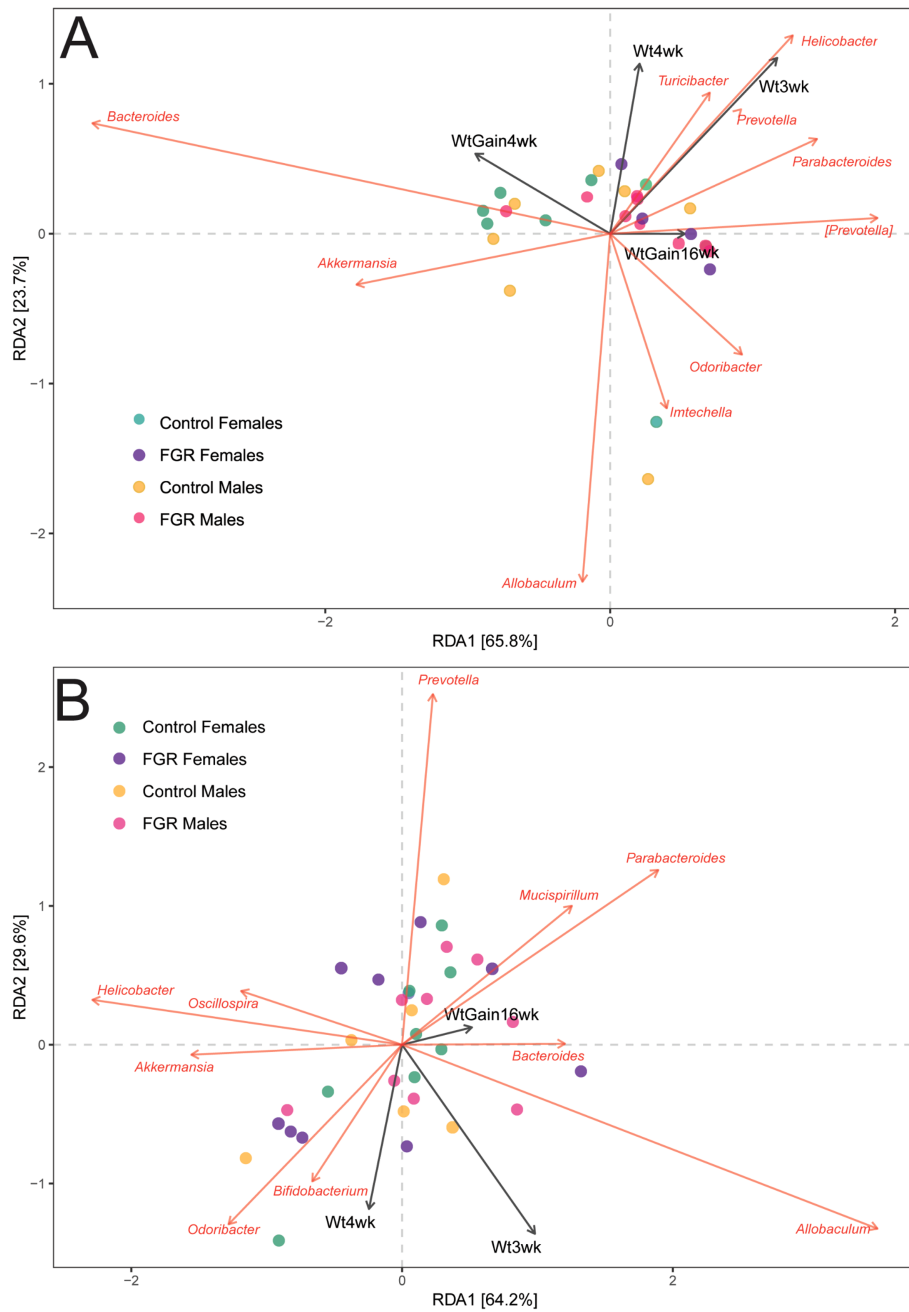 A
Helicobacter
Wt4wk
Turicibacter
Wt3wk
Prevotella
Bacteroides
WtGain4wk
Parabacteroides
[Prevotella]
WtGain16wk
Akkermansia
Odoribacter
Imtechella
Allobaculum
Control Females
FGR Females
Control Males
FGR Males
RDA2 [23.7%]
1
0
−1
−2
−2
0
2
RDA1 [65.8%]
B
Prevotella
Control Females
FGR Females
Control Males
FGR Males
Parabacteroides
Mucispirillum
Helicobacter
Oscillospira
WtGain16wk
Bacteroides
Akkermansia
Bifidobacterium
Odoribacter
Wt4wk
Wt3wk
Allobaculum
RDA2 [29.6%]
2
1
0
−1
−2
0
2
RDA1 [64.2%]